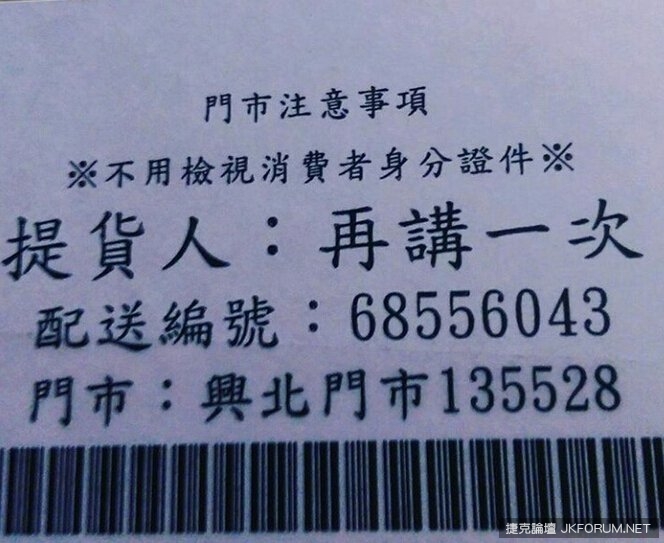 門市注意事項
※不用檢視消費者身分證件※
提貨人：再講一次
配送編號：68556043
門市：興北門市135528
捷克論壇 JKFORUM.NET